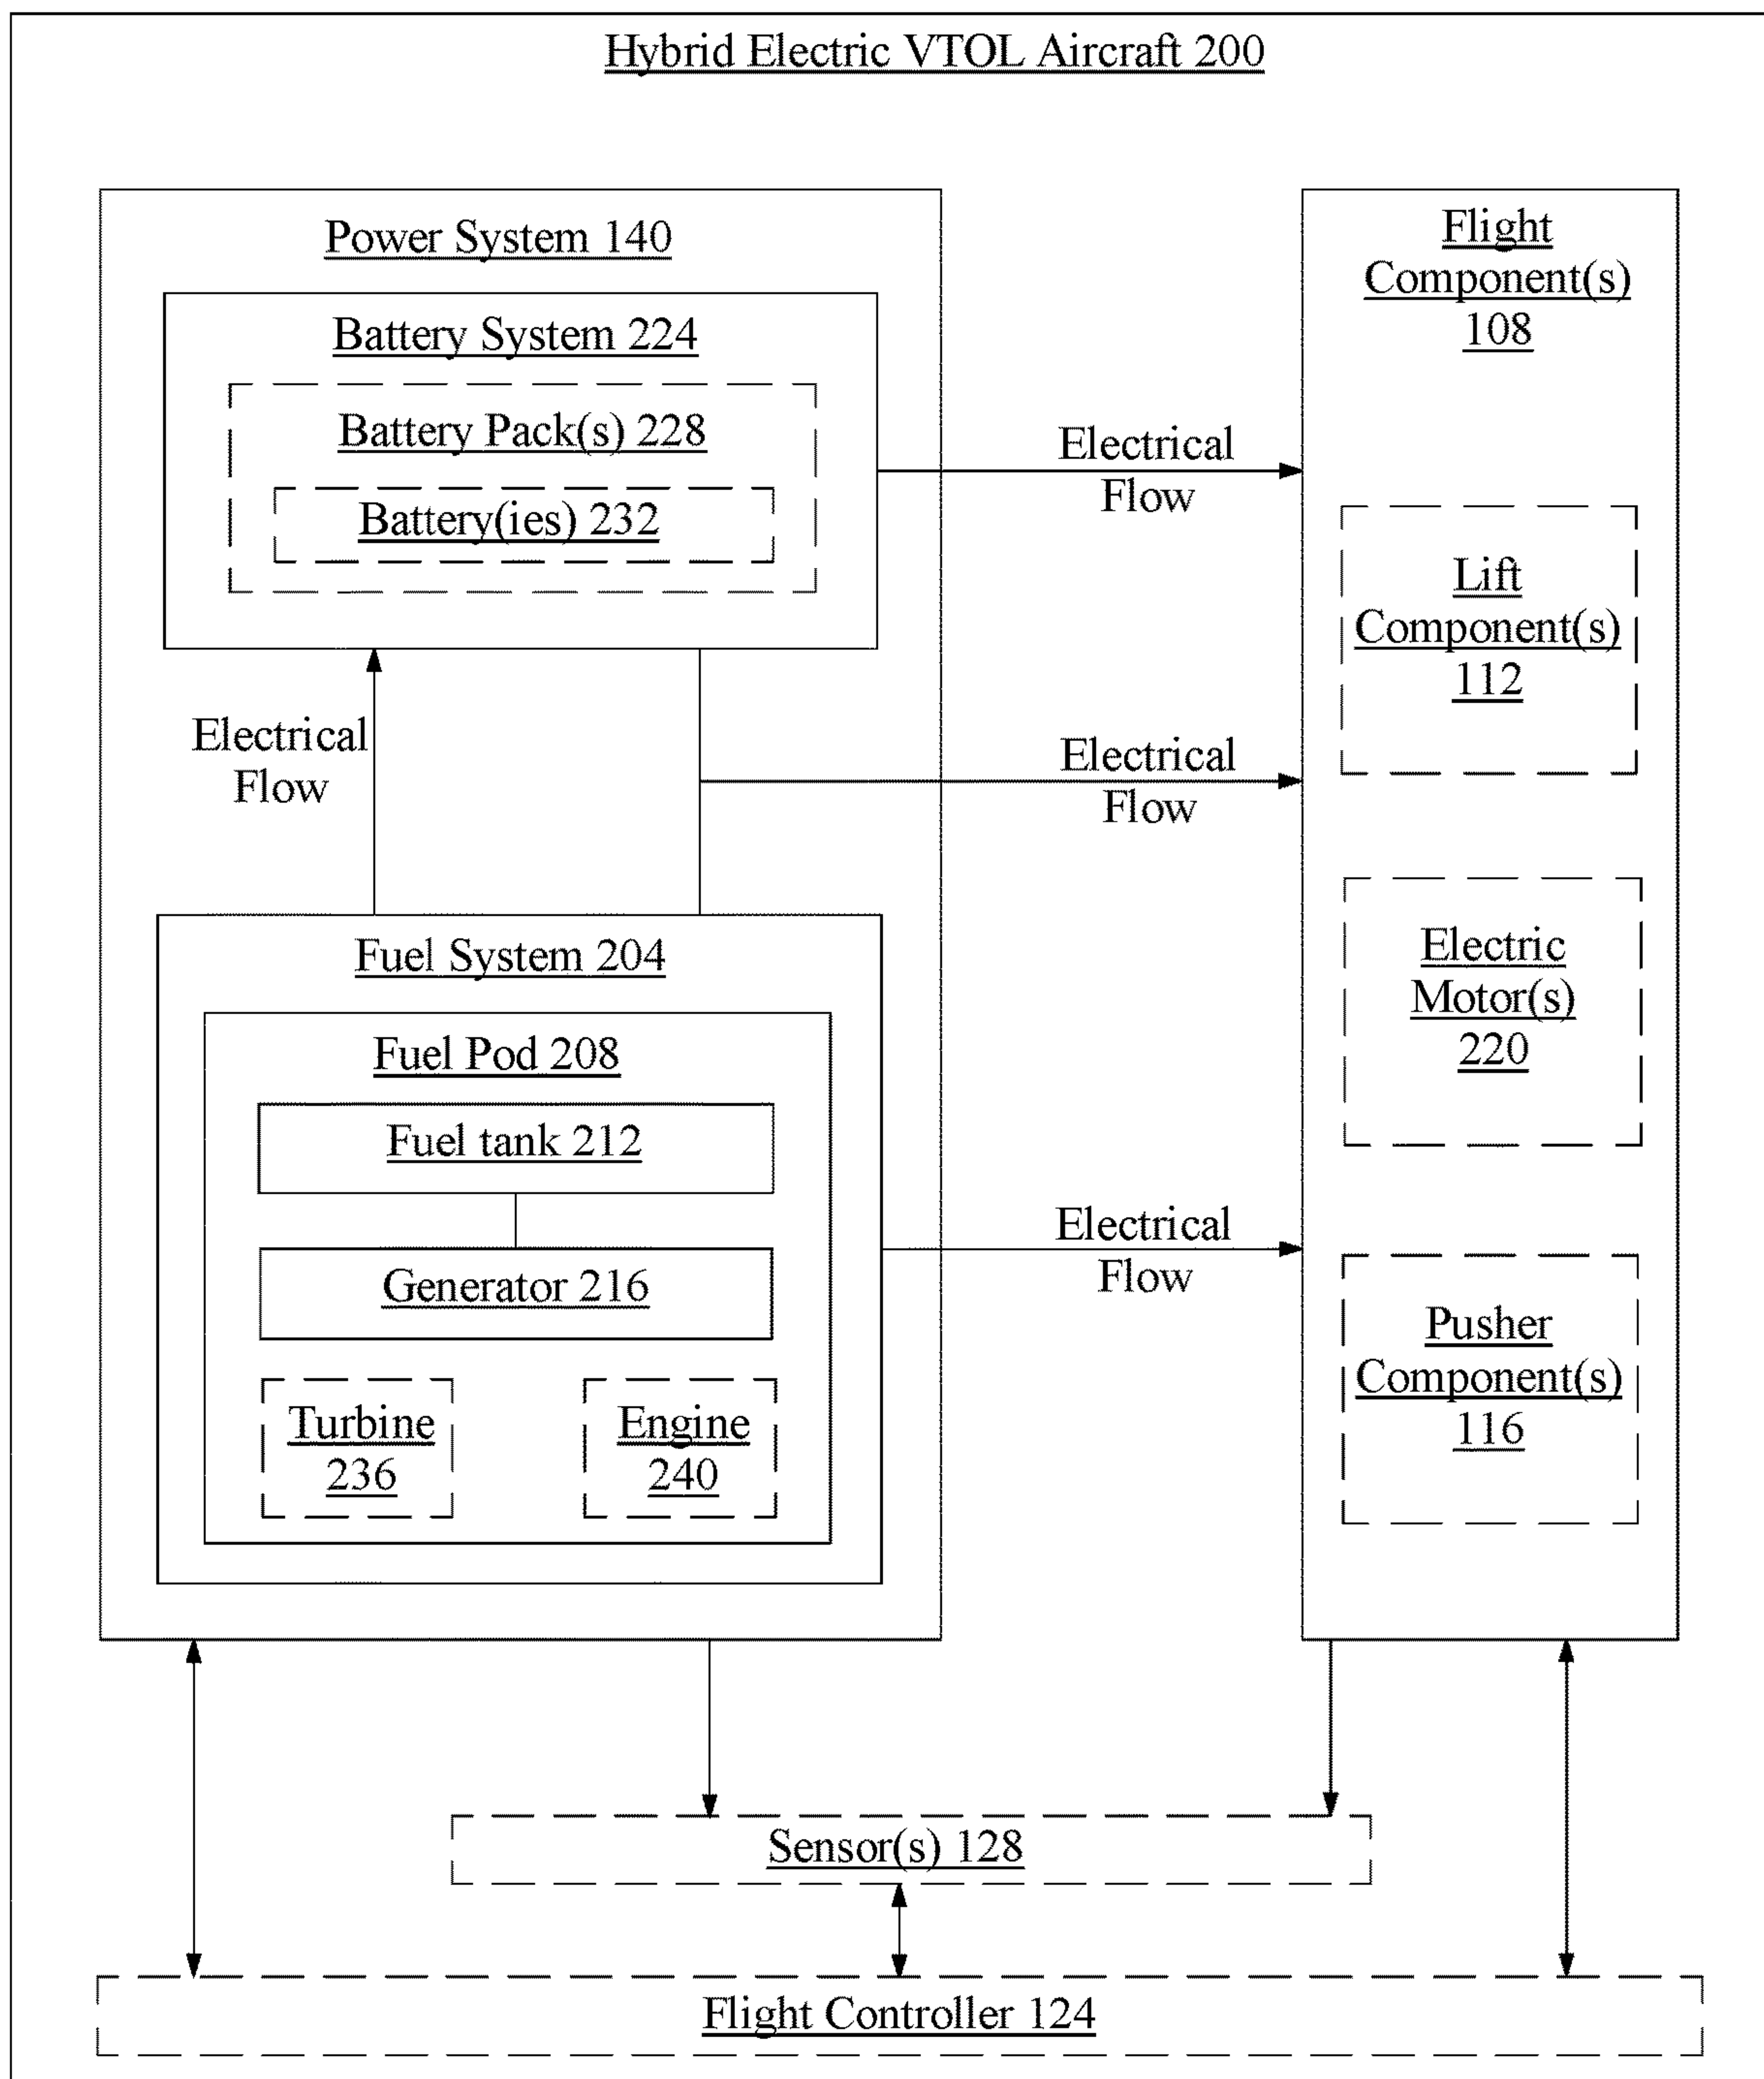 Hybrid Electric VTOL Aircraft 200
Power System 140
Battery System 224
Battery Pack(s) 228
Battery(ies) 232
Electrical
Flow
Fuel System 204
Fuel Pod 208
Fuel tank 212
Generator 216
Turbine
236
Engine
240
Electrical
Flow
Electrical
Flow
Electrical
Flow
Flight
Component(s)
108
Lift
Component(s)
112
Electric
Motor(s)
220
Pusher
Component(s)
116
Sensor(s) 128
Flight Controller 124